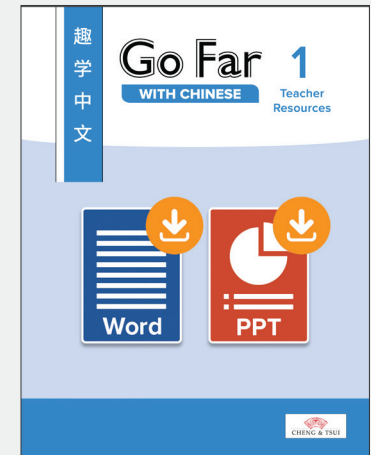 趣学中文
Go Far 1
WITH CHINESE
Teacher
Resources
Word
PPT
CHENG & TSUI